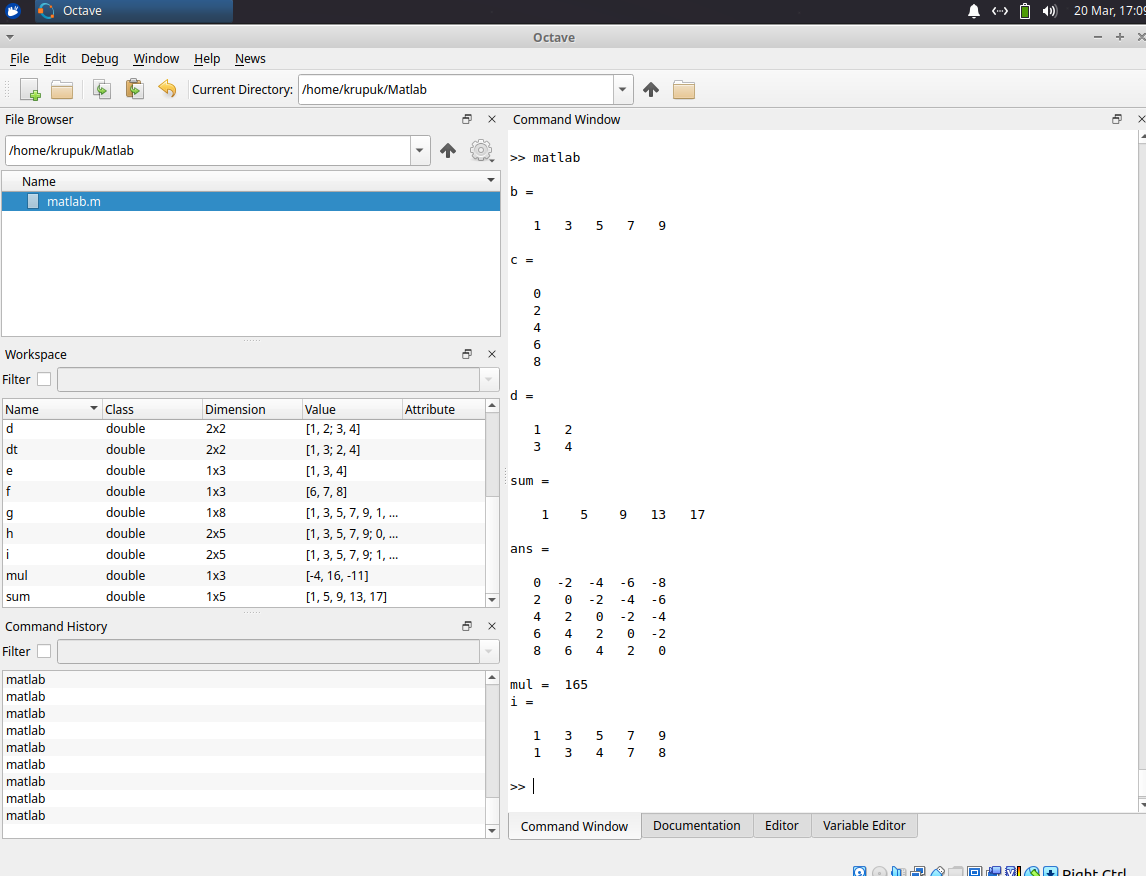 Octave
20 Mar, 17:09
Octave
File Edit Debug Window Help News
Current Directory: /home/krupuk/Matlab
File Browser
/home/krupuk/Matlab
Name
matlab.m
Workspace
Filter
Name Class Dimension Value Attribute
d double 2x2 [1, 2; 3, 4]
dt double 2x2 [1, 3; 2, 4]
e double 1x3 [1, 3, 4]
f double 1x3 [6, 7, 8]
g double 1x8 [1, 3, 5, 7, 9, 1, ...
h double 2x5 [1, 3, 5, 7, 9; 0, ...
i double 2x5 [1, 3, 5, 7, 9; 1, ...
mul double 1x3 [-4, 16, -11]
sum double 1x5 [1, 5, 9, 13, 17]
Command History
Filter
matlab
matlab
matlab
matlab
matlab
matlab
matlab
matlab
matlab
Command Window
>> matlab
b =
1 3 5 7 9
c =
0
2
4
6
8
d =
1 2
3 4
sum =
1 5 9 13 17
ans =
0 -2 -4 -6 -8
2 0 -2 -4 -6
4 2 0 -2 -4
6 4 2 0 -2
8 6 4 2 0
mul = 165
i =
1 3 5 7 9
1 3 4 7 8
>>
Command Window Documentation Editor Variable Editor
Right Ctrl